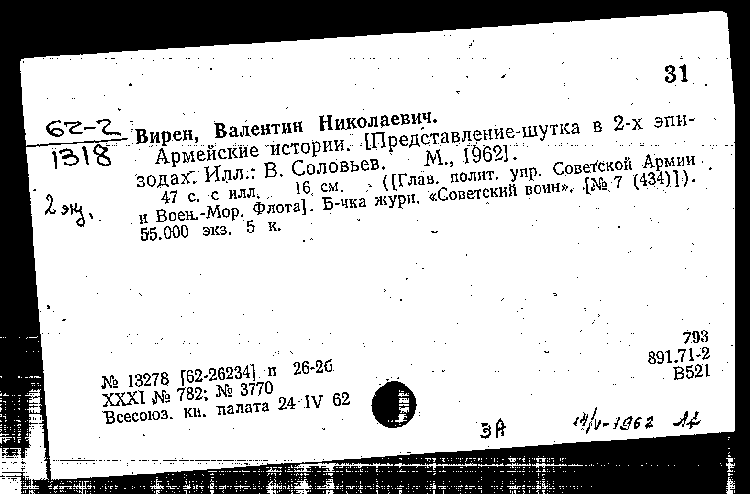 31
62-2
1318
2 экз.
Вирен, Валентин Николаевич.
Армейские истории. [Представление-шутка в 2-х эпи-
зодах. Илл.: В. Соловьев. М., 1962].
47 с. с илл. 16 см. ([Глав. полит. упр. Советской Армии
и Воен.-Мор. Флота]. Б-чка журн. «Советский воин». [№ 7 (434)]).
55.000 экз. 5 к.
793
891.71-2
В521
№ 13278 [62-26234] п 26-2б
XXXI № 782; № 3770
Всесоюз. кн. палата 24 IV 62
ЗА
14/V-1962